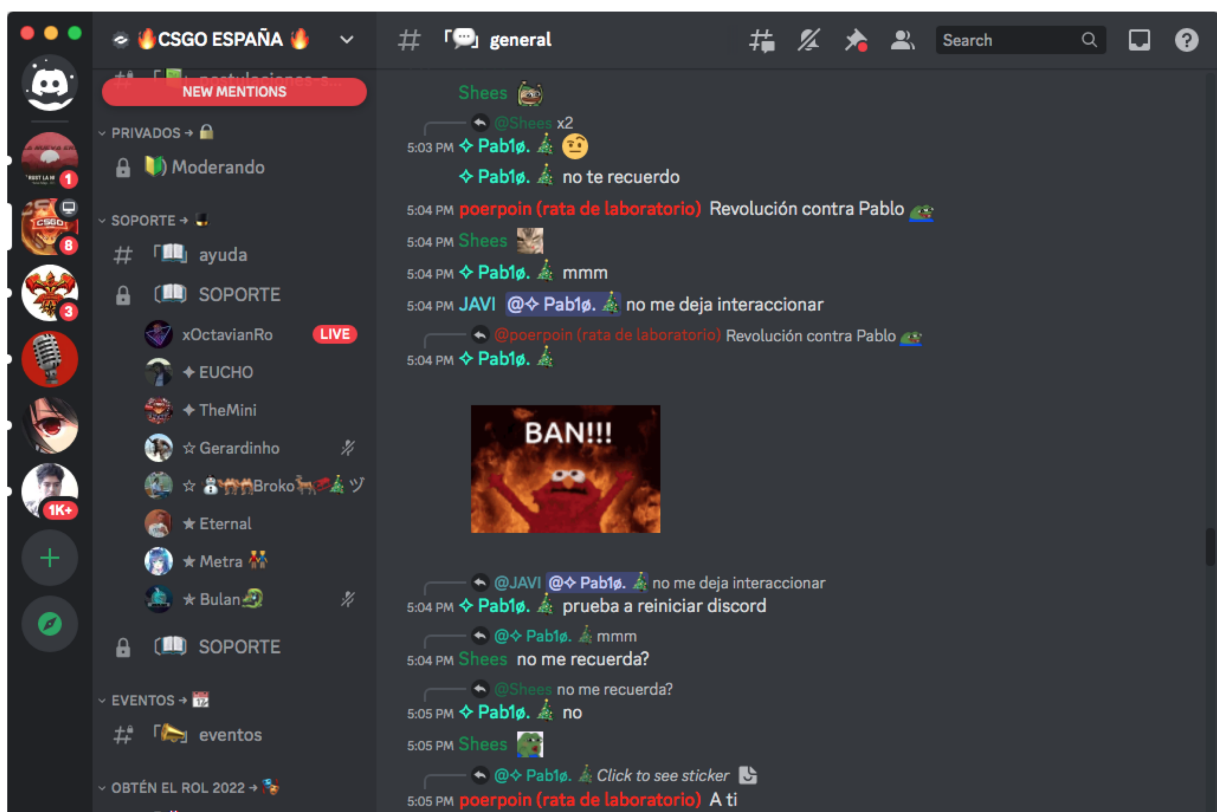 🔥CSGO ESPAÑA 🔥
NEW MENTIONS
PRIVADOS → 🔒
🔰) Moderando
SOPORTE →
「📖」 ayuda
(📖) SOPORTE
xOctavianRo LIVE
✦ EUCHO
✦ TheMini
☆ Gerardinho
☆ ⛄🐫🐫Broko🎄ツ
★ Eternal
★ Metra 👬
★ Bulan🐉
(📖) SOPORTE
EVENTOS → 📆
「📣」 eventos
OBTÉN EL ROL 2022 → 🎭
1
CSGO
8
3
1K+
# 「💬」 general
Search
Shees
@Shees x2
5:03 PM ✧ Pab1ø. 🎄 🤨
✧ Pab1ø. 🎄 no te recuerdo
5:04 PM poerpoin (rata de laboratorio) Revolución contra Pablo
5:04 PM Shees
5:04 PM ✧ Pab1ø. 🎄 mmm
5:04 PM JAVI @✧ Pab1ø. 🎄 no me deja interaccionar
@poerpoin (rata de laboratorio) Revolución contra Pablo
5:04 PM ✧ Pab1ø. 🎄
BAN!!!
@JAVI @✧ Pab1ø. 🎄 no me deja interaccionar
5:04 PM ✧ Pab1ø. 🎄 prueba a reiniciar discord
@✧ Pab1ø. 🎄 mmm
5:04 PM Shees no me recuerda?
@Shees no me recuerda?
5:05 PM ✧ Pab1ø. 🎄 no
5:05 PM Shees
@✧ Pab1ø. 🎄 Click to see sticker
5:05 PM poerpoin (rata de laboratorio) A ti